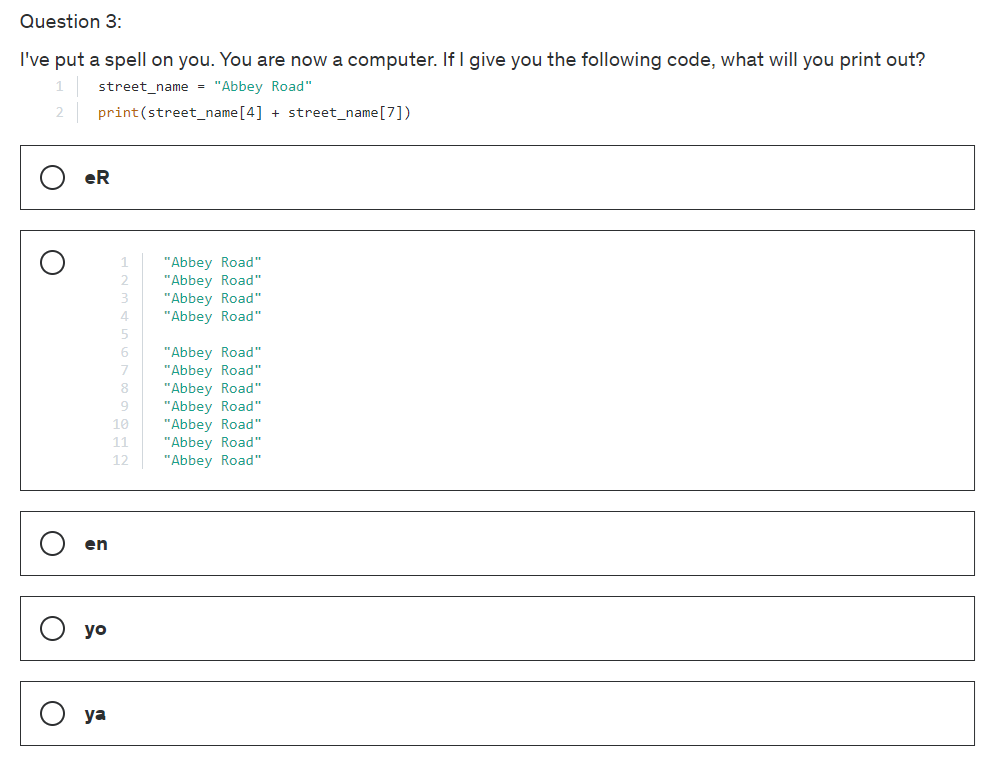 Question 3:
I've put a spell on you. You are now a computer. If I give you the following code, what will you print out?
1 street_name = "Abbey Road"
2 print(street_name[4] + street_name[7])
eR
1 "Abbey Road"
2 "Abbey Road"
3 "Abbey Road"
4 "Abbey Road"
5
6 "Abbey Road"
7 "Abbey Road"
8 "Abbey Road"
9 "Abbey Road"
10 "Abbey Road"
11 "Abbey Road"
12 "Abbey Road"
en
yo
ya